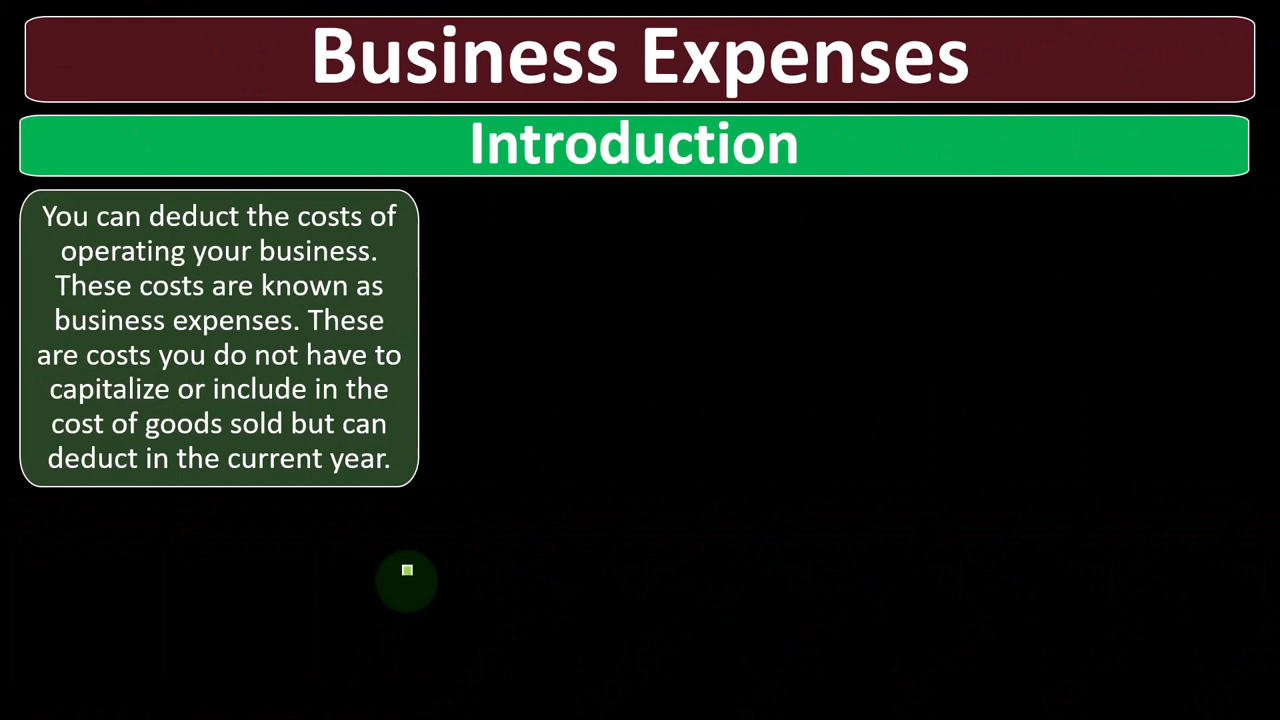 Business Expenses
Introduction
You can deduct the costs of
operating your business.
These costs are known as
business expenses. These
are costs you do not have to
capitalize or include in the
cost of goods sold but can
deduct in the current year.